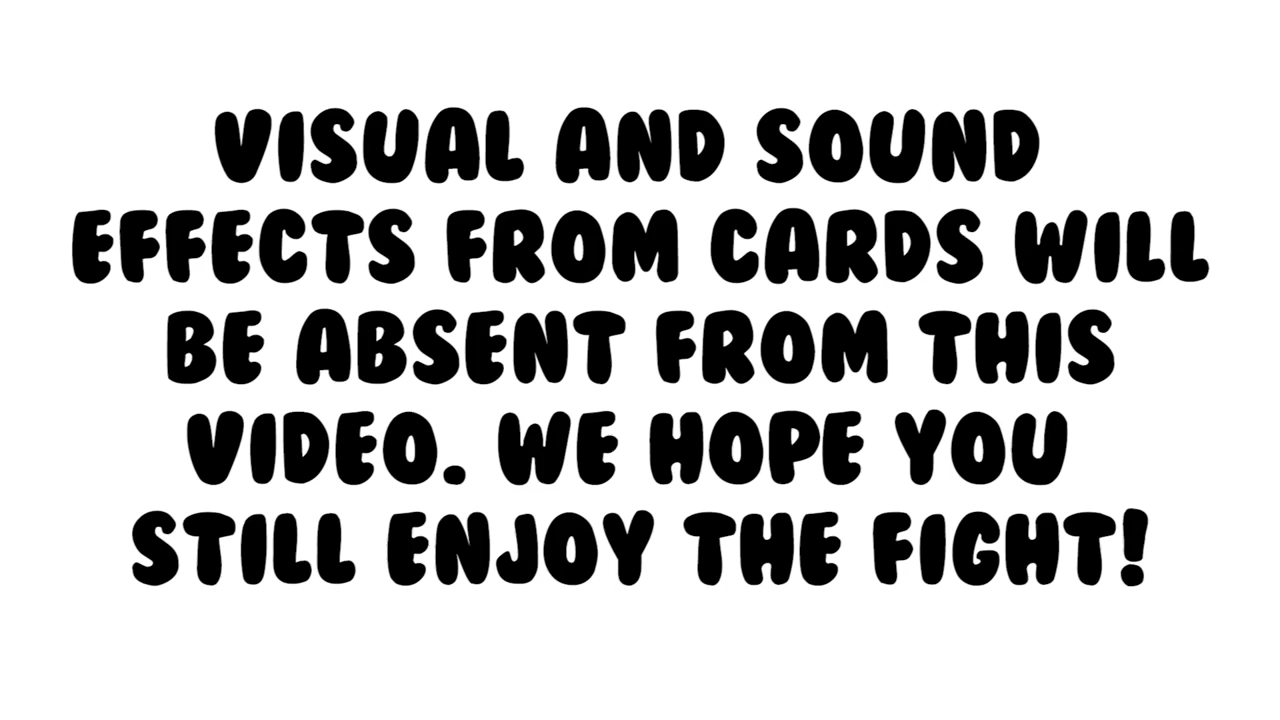 VISUAL AND SOUND
EFFECTS FROM CARDS WILL
BE ABSENT FROM THIS
VIDEO. WE HOPE YOU
STILL ENJOY THE FIGHT!